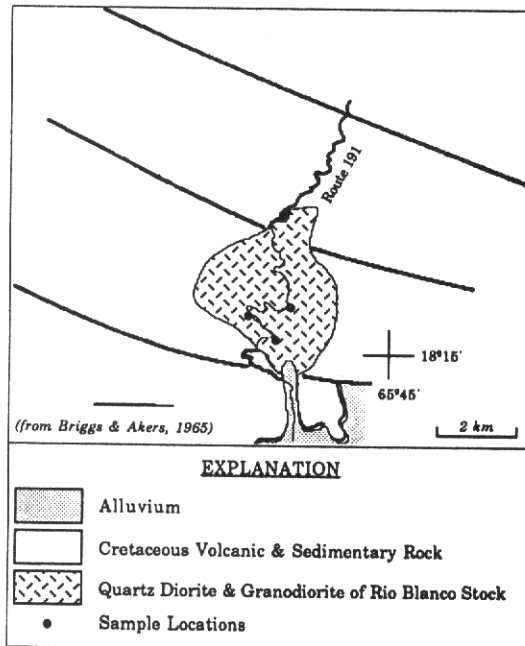 Route 191
18°15'
65°45'
(from Briggs & Akers, 1965)
2 km
EXPLANATION
Alluvium
Cretaceous Volcanic & Sedimentary Rock
Quartz Diorite & Granodiorite of Rio Blanco Stock
Sample Locations